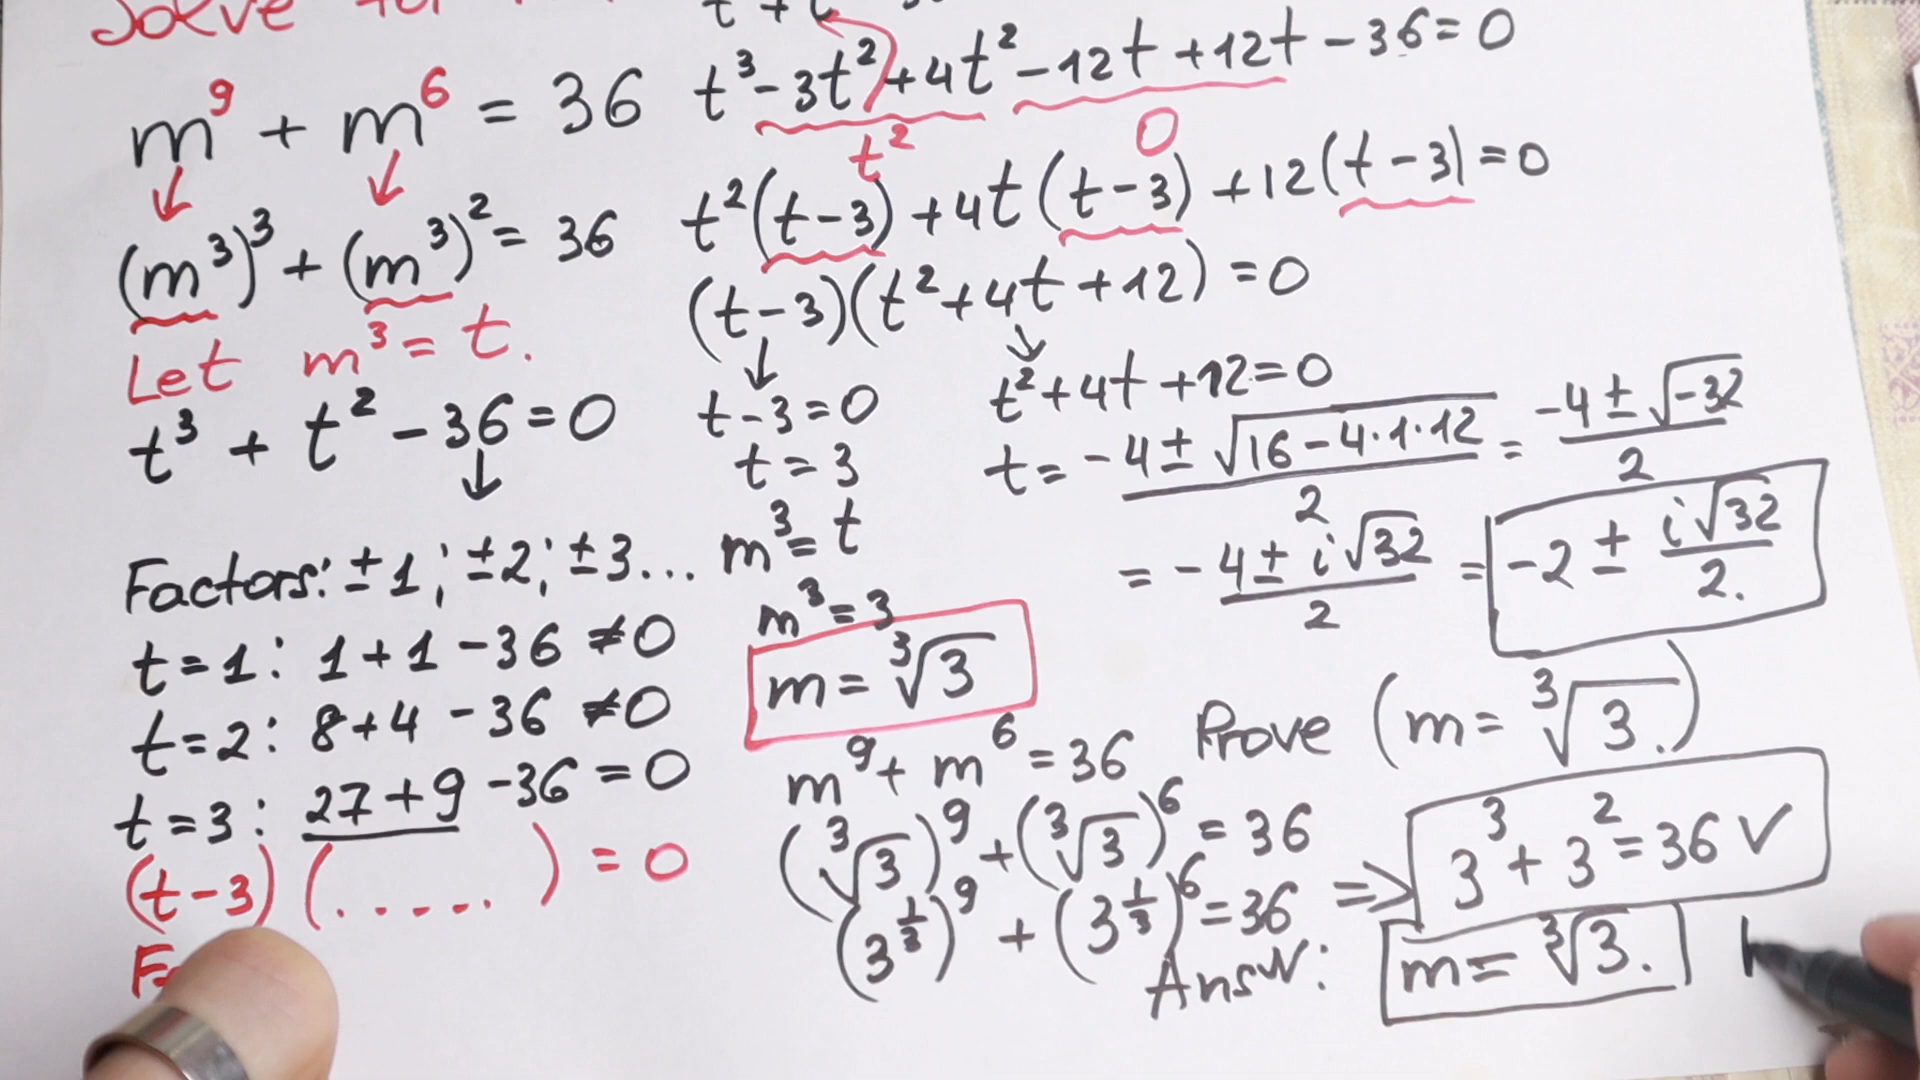 Solve for
m⁹ + m⁶ = 36
(m³)³ + (m³)² = 36
Let m³ = t.
t³ + t² - 36 = 0
Factors: ±1; ±2; ±3...
t = 1: 1 + 1 - 36 ≠ 0
t = 2: 8 + 4 - 36 ≠ 0
t = 3: 27 + 9 - 36 = 0
(t - 3)(.....) = 0
t³ - 3t² + 4t² - 12t + 12t - 36 = 0
t² 0
t²(t - 3) + 4t(t - 3) + 12(t - 3) = 0
(t - 3)(t² + 4t + 12) = 0
t - 3 = 0
t = 3
m³ = t
m³ = 3
m = ∛3
t² + 4t + 12 = 0
t = (-4 ± √(16 - 4·1·12))/2 = (-4 ± √-32)/2
= (-4 ± i√32)/2 = -2 ± i√32/2.
Prove (m = ∛3.)
m⁹ + m⁶ = 36
(∛3)⁹ + (∛3)⁶ = 36
(3^(1/3))⁹ + (3^(1/3))⁶ = 36 ⇒ 3³ + 3² = 36 ✓
Answ: m = ∛3.